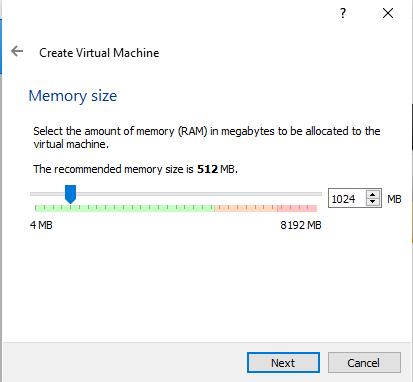 ?
Create Virtual Machine
Memory size
Select the amount of memory (RAM) in megabytes to be allocated to the
virtual machine.
The recommended memory size is 512 MB.
1024 MB
4 MB 8192 MB
Next Cancel